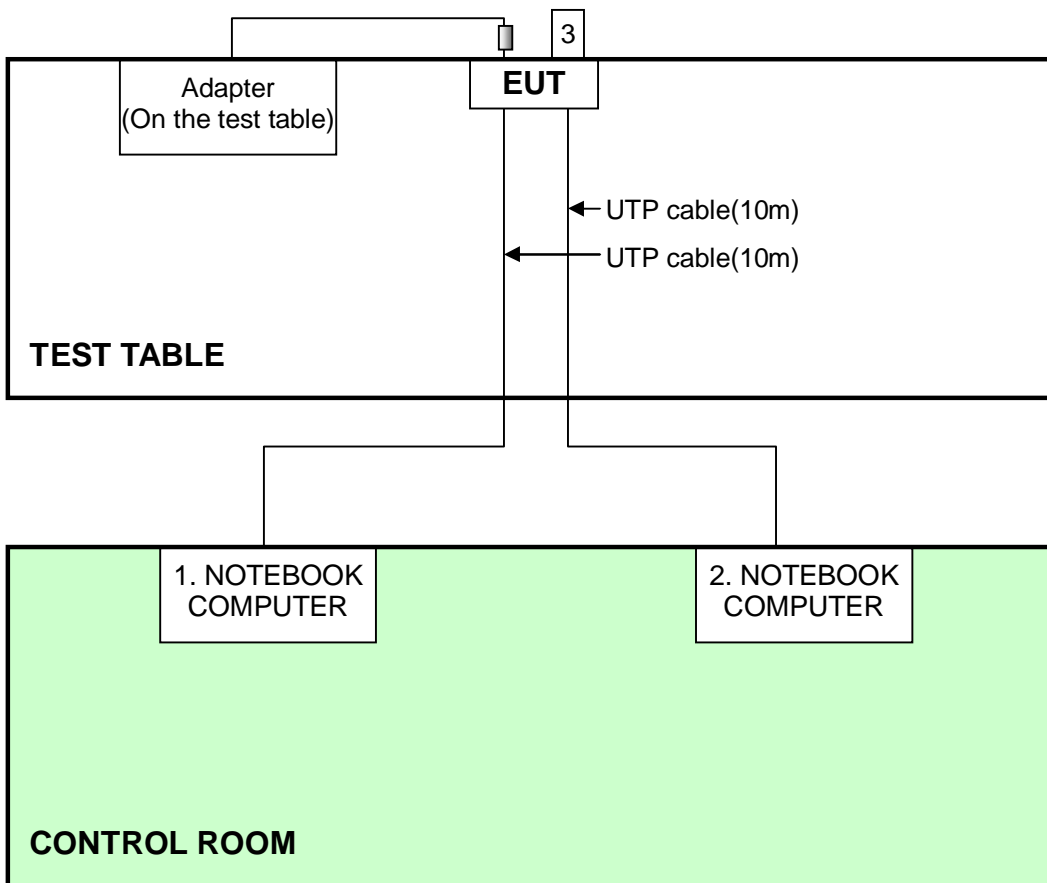 3
EUT
Adapter
(On the test table)
UTP cable(10m)
UTP cable(10m)
TEST TABLE
1. NOTEBOOK
COMPUTER
2. NOTEBOOK
COMPUTER
CONTROL ROOM